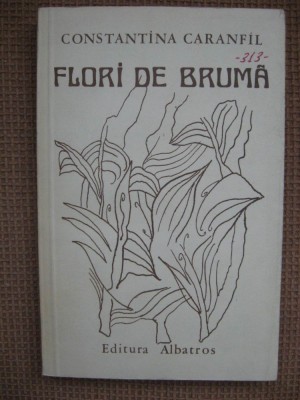 CONSTANTINA CARANFIL
-313-
FLORI DE BRUMĂ
Editura Albatros